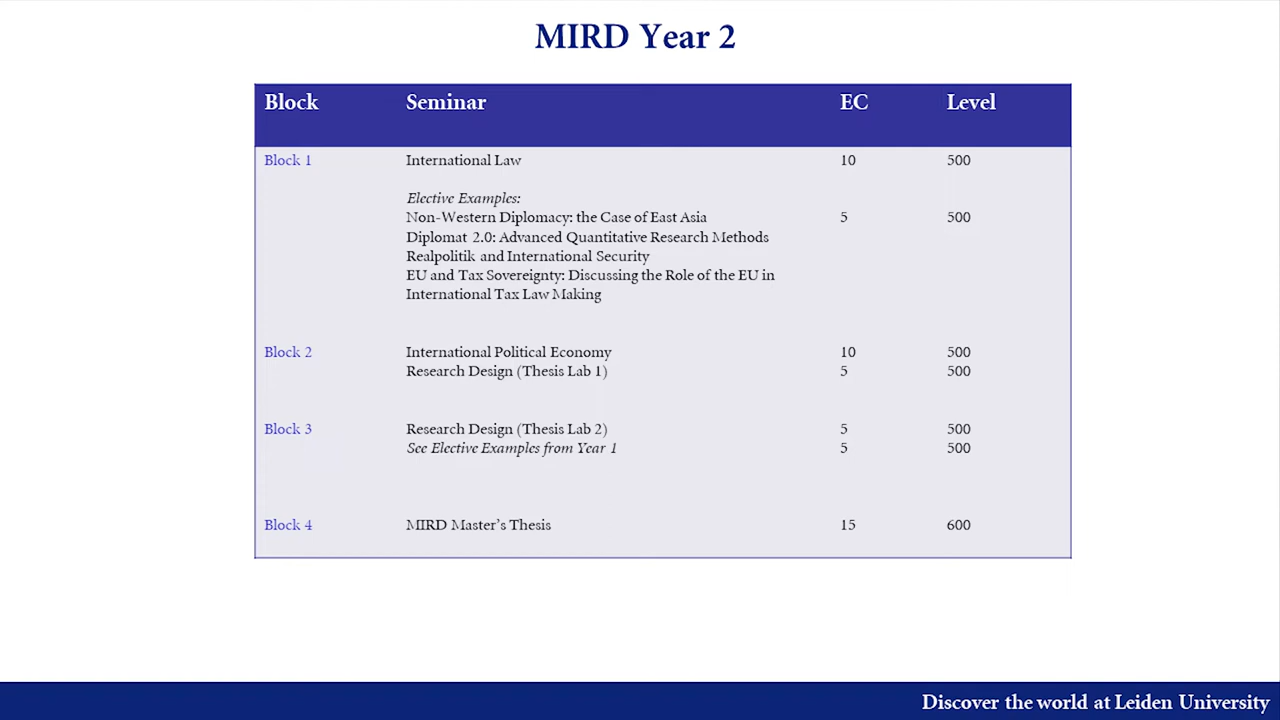 MIRD Year 2
Block Seminar EC Level
Block 1 International Law 10 500
Elective Examples:
Non-Western Diplomacy: the Case of East Asia 5 500
Diplomat 2.0: Advanced Quantitative Research Methods
Realpolitik and International Security
EU and Tax Sovereignty: Discussing the Role of the EU in
International Tax Law Making
Block 2 International Political Economy 10 500
Research Design (Thesis Lab 1) 5 500
Block 3 Research Design (Thesis Lab 2) 5 500
See Elective Examples from Year 1 5 500
Block 4 MIRD Master’s Thesis 15 600
Discover the world at Leiden University